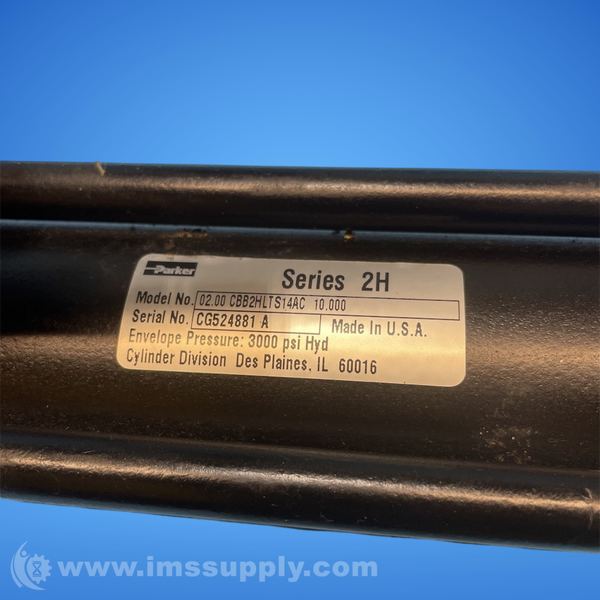 Parker
Series 2H
Model No. 02.00 CBB2HLTS14AC 10.000
Serial No. CG524881 A Made in U.S.A.
Envelope Pressure: 3000 psi Hyd
Cylinder Division Des Plaines, IL 60016
www.imssupply.com